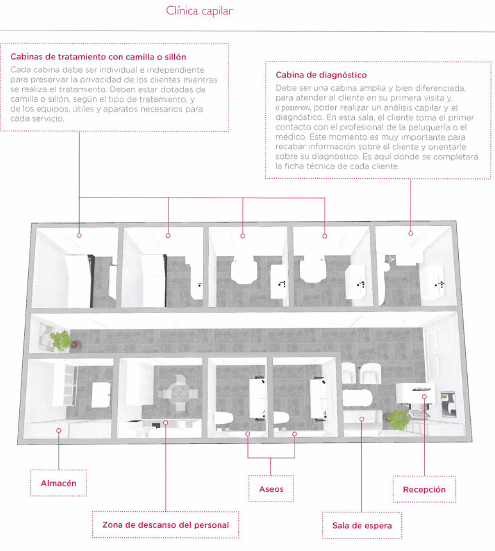 Clínica capilar
Cabinas de tratamiento con camilla o sillón
Cada cabina debe ser individual e independiente
para preservar la privacidad de los clientes mientras
se realiza el tratamiento. Deben estar dotadas de
camilla o sillón, según el tipo de tratamiento, y
de los equipos, útiles y aparatos necesarios para
cada servicio.
Cabina de diagnóstico
Debe ser una cabina amplia y bien diferenciada,
para atender al cliente en su primera visita y,
a posteriori, poder realizar un análisis capilar y el
diagnóstico. En esta sala, el cliente toma el primer
contacto con el profesional de la peluquería o el
médico. Este momento es muy importante para
recabar información sobre el cliente y orientarle
sobre su diagnóstico. Es aquí donde se completará
la ficha técnica de cada cliente.
Almacén
Aseos
Recepción
Zona de descanso del personal
Sala de espera